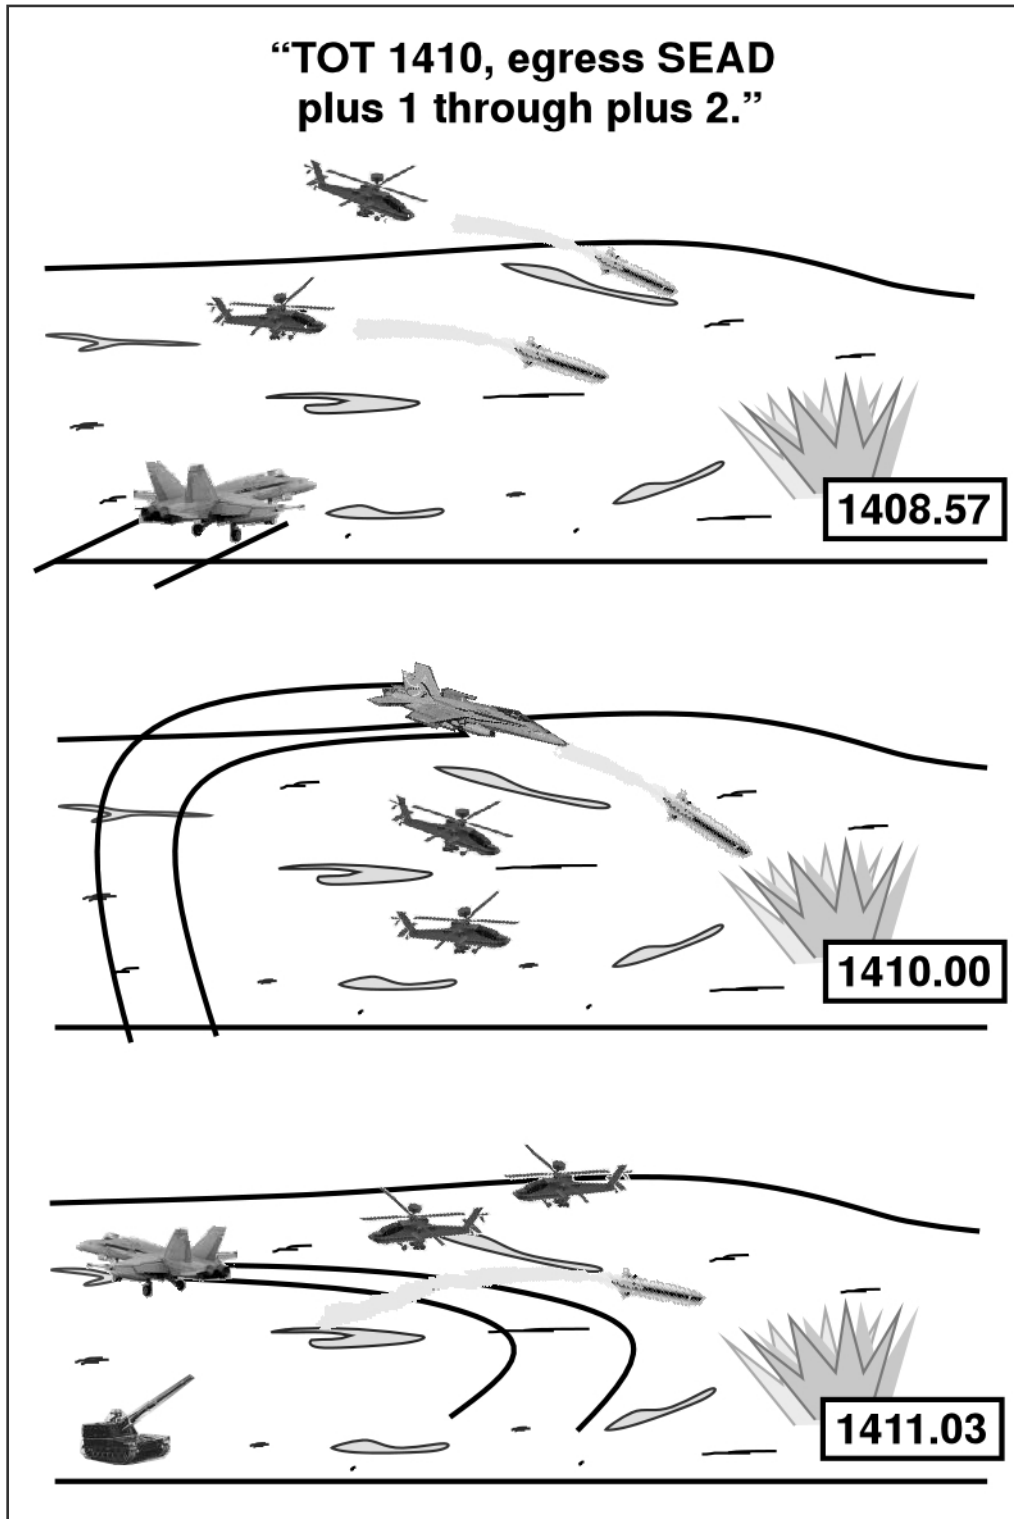 “TOT 1410, egress SEAD
plus 1 through plus 2.”
1408.57
1410.00
1411.03